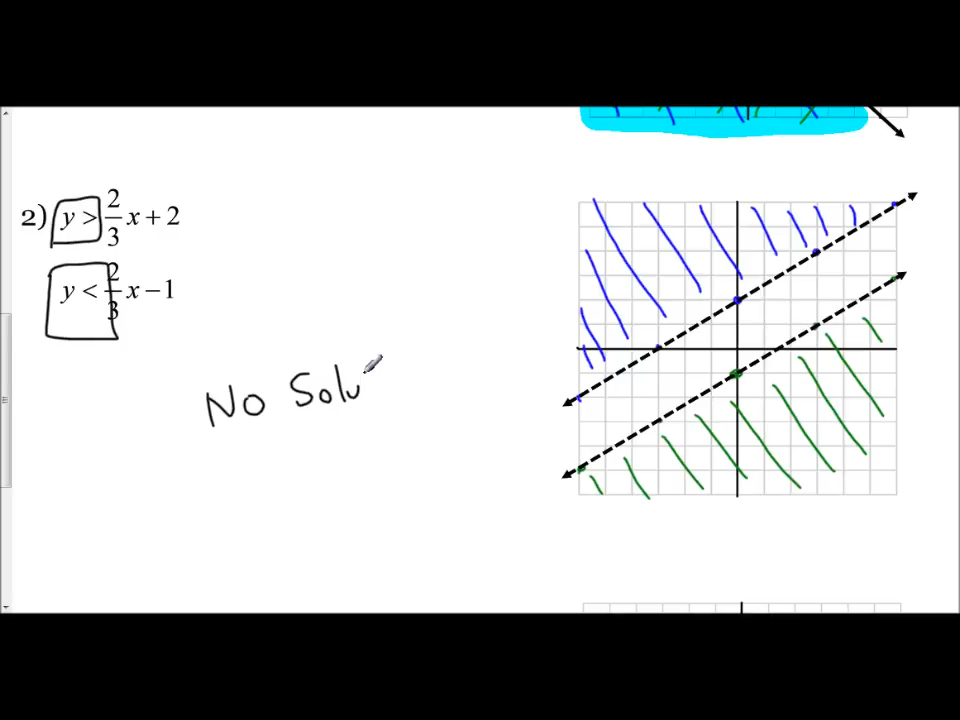 2) y > 2/3 x + 2
y < 2/3 x − 1
No Solu